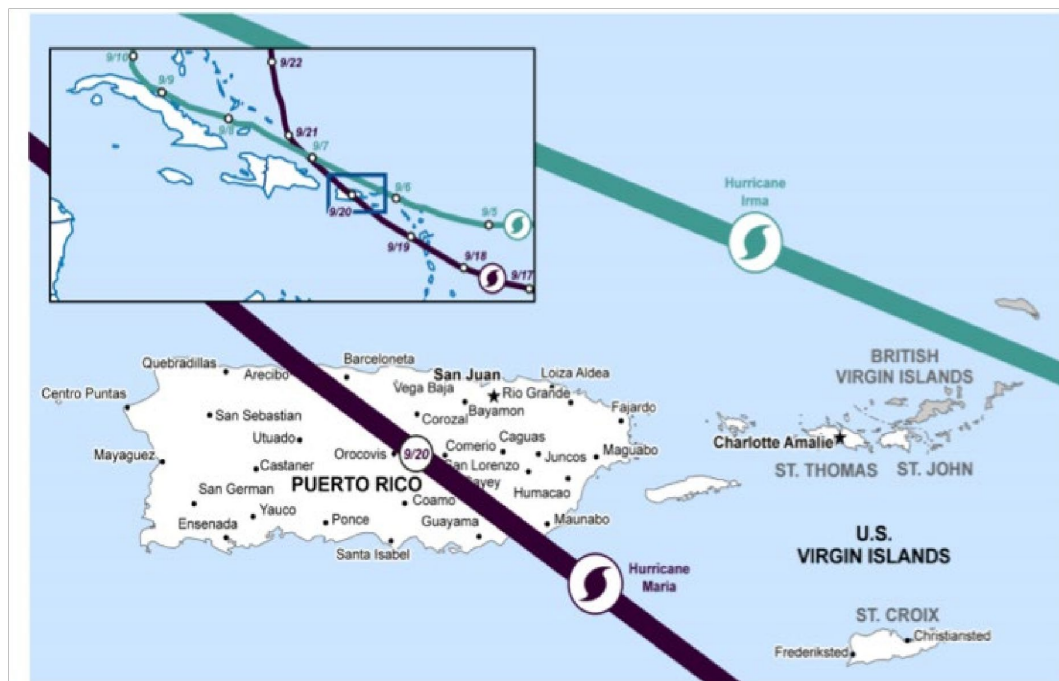 9/10
9/9
9/8
9/7
9/6
9/5
9/22
9/21
9/20
9/19
9/18
9/17
Hurricane
Irma
BRITISH
VIRGIN ISLANDS
Quebradillas
Arecibo
Barceloneta
San Juan
Loiza Aldea
Centro Puntas
Vega Baja
Rio Grande
Bayamon
Fajardo
San Sebastian
Corozal
Utuado
Charlotte Amalie
Mayaguez
Orocovis
9/20
Comerio
Caguas
Juncos
Maguabo
ST. THOMAS
ST. JOHN
Castaner
San Lorenzo
PUERTO RICO
Humacao
San German
Coamo
Yauco
Ponce
Guayama
Maunabo
Ensenada
Santa Isabel
U.S.
VIRGIN ISLANDS
Hurricane
Maria
ST. CROIX
Christiansted
Frederiksted